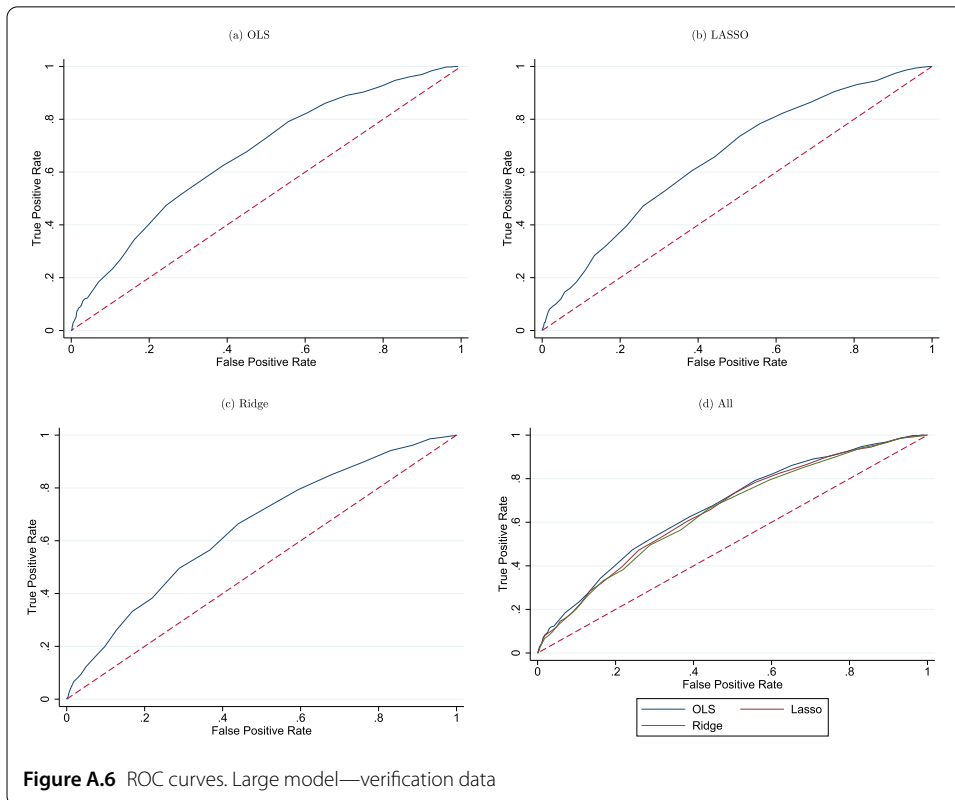 (a) OLS
True Positive Rate
0 .2 .4 .6 .8 1
0 .2 .4 .6 .8 1
False Positive Rate
(b) LASSO
True Positive Rate
0 .2 .4 .6 .8 1
0 .2 .4 .6 .8 1
False Positive Rate
(c) Ridge
True Positive Rate
0 .2 .4 .6 .8 1
0 .2 .4 .6 .8 1
False Positive Rate
(d) All
True Positive Rate
0 .2 .4 .6 .8 1
0 .2 .4 .6 .8 1
False Positive Rate
OLS Lasso
Ridge
Figure A.6 ROC curves. Large model—verification data